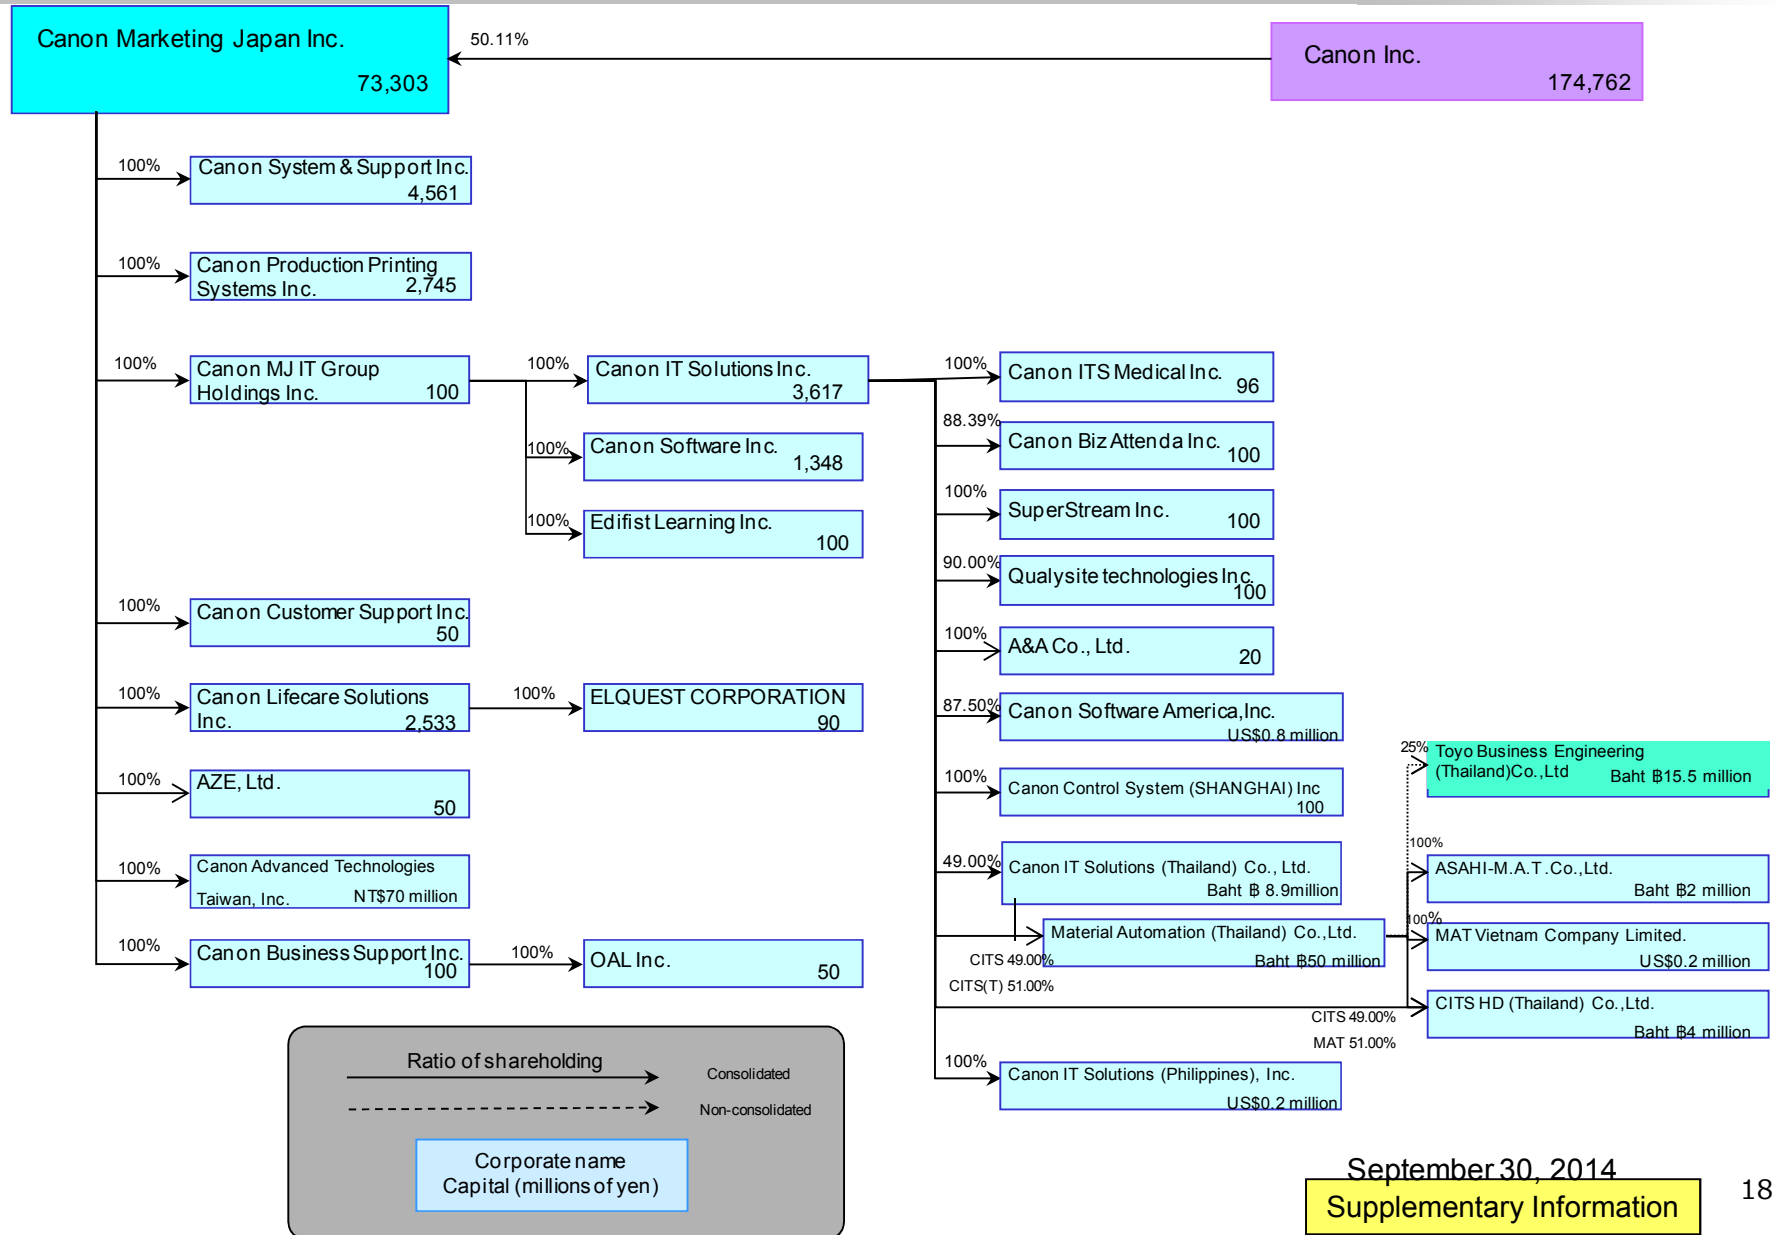 Canon Marketing Japan Inc.
73,303
50.11%
Canon Inc.
174,762
100%
Canon System & Support Inc.
4,561
100%
Canon Production Printing
Systems Inc. 2,745
100%
Canon MJ IT Group
Holdings Inc. 100
100%
Canon IT Solutions Inc.
3,617
100%
Canon Software Inc.
1,348
100%
Edifist Learning Inc.
100
100%
Canon ITS Medical Inc.
96
88.39%
Canon Biz Attenda Inc.
100
100%
SuperStream Inc.
100
90.00%
Qualysite technologies Inc.
100
100%
A&A Co., Ltd.
20
87.50%
Canon Software America,Inc.
US$0.8 million
100%
Canon Control System (SHANGHAI) Inc
100
49.00%
Canon IT Solutions (Thailand) Co., Ltd.
Baht ฿ 8.9million
Material Automation (Thailand) Co.,Ltd.
Baht ฿50 million
CITS 49.00%
CITS(T) 51.00%
25%
Toyo Business Engineering
(Thailand)Co.,Ltd Baht ฿15.5 million
100%
ASAHI-M.A.T.Co.,Ltd.
Baht ฿2 million
100%
MAT Vietnam Company Limited.
US$0.2 million
CITS HD (Thailand) Co.,Ltd.
Baht ฿4 million
CITS 49.00%
MAT 51.00%
100%
Canon IT Solutions (Philippines), Inc.
US$0.2 million
100%
Canon Customer Support Inc.
50
100%
Canon Lifecare Solutions
Inc. 2,533
100%
ELQUEST CORPORATION
90
100%
AZE, Ltd.
50
100%
Canon Advanced Technologies
Taiwan, Inc. NT$70 million
100%
Canon Business Support Inc.
100
100%
OAL Inc.
50
Ratio of shareholding
Consolidated
Non-consolidated
Corporate name
Capital (millions of yen)
September 30, 2014
Supplementary Information
18